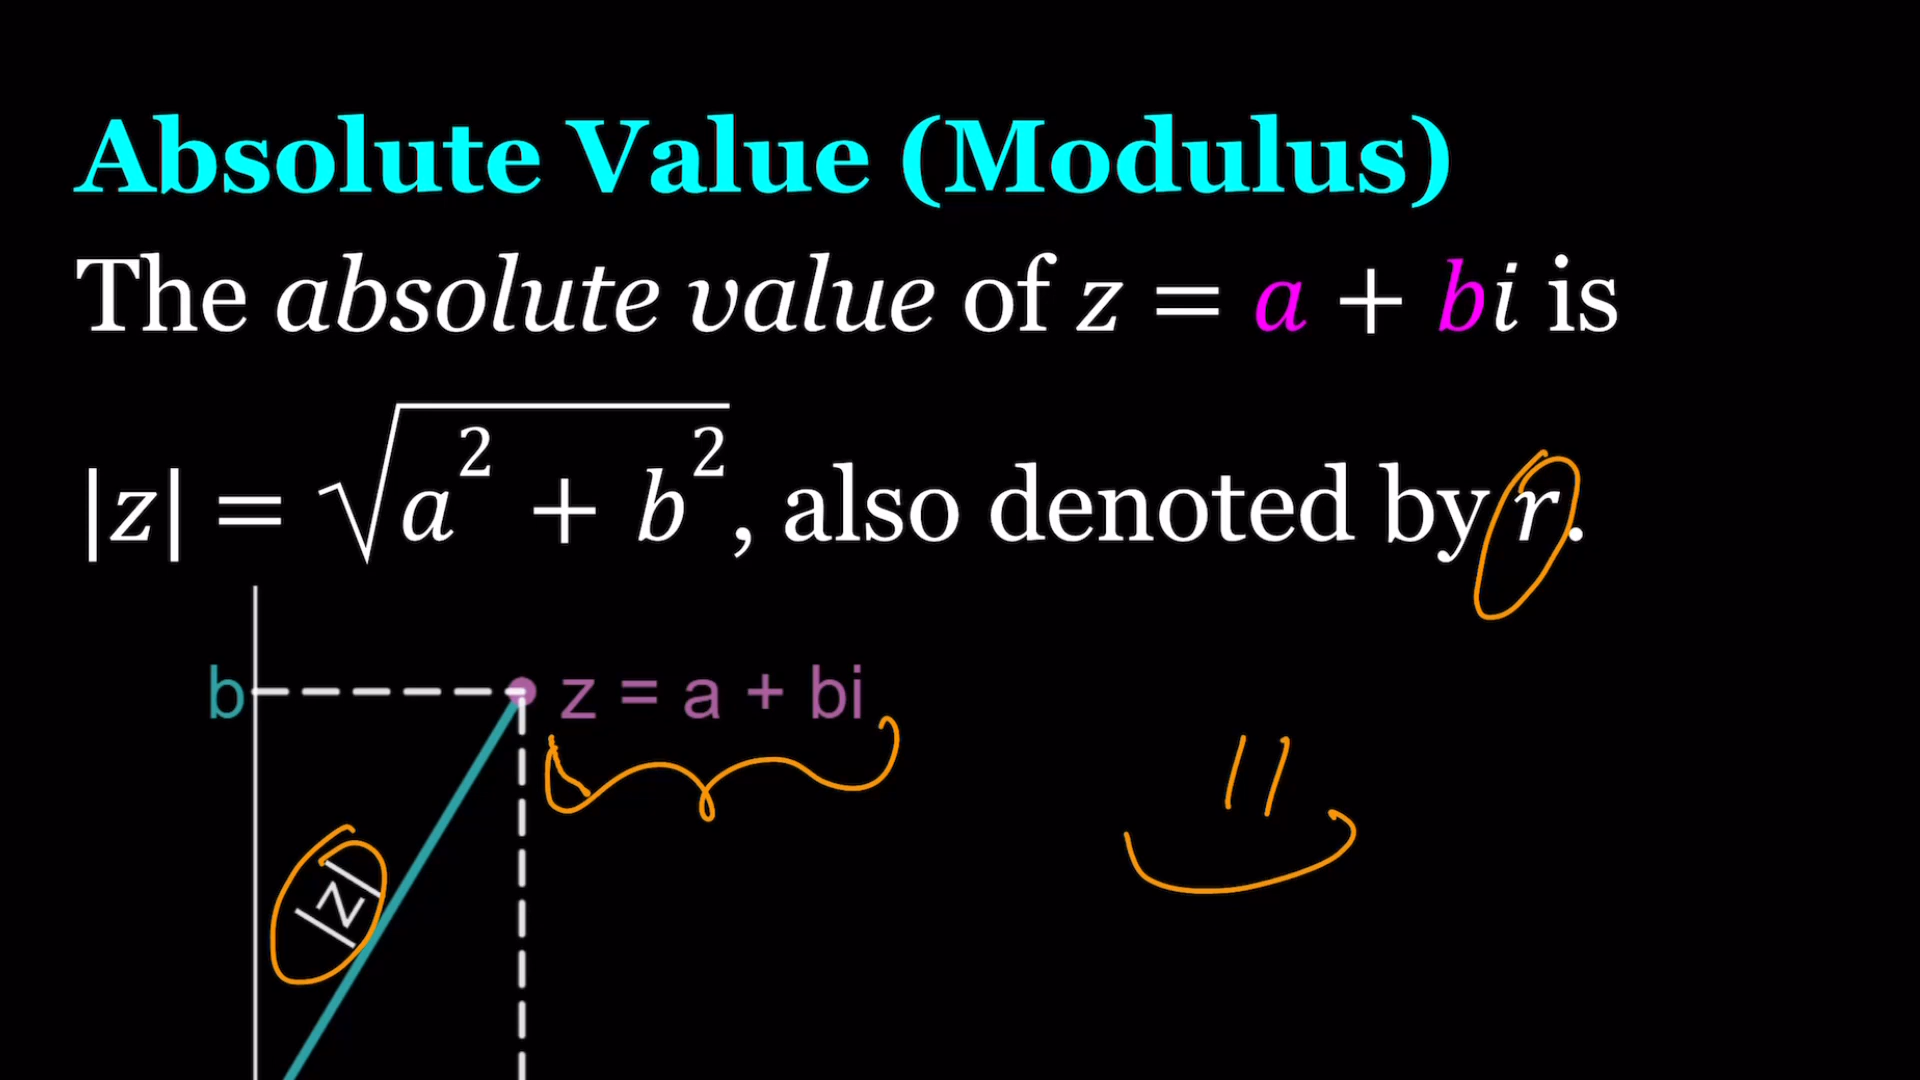 Absolute Value (Modulus)
The absolute value of z = a + bi is
|z| = √(a² + b²), also denoted by r.
b
z = a + bi
|z|